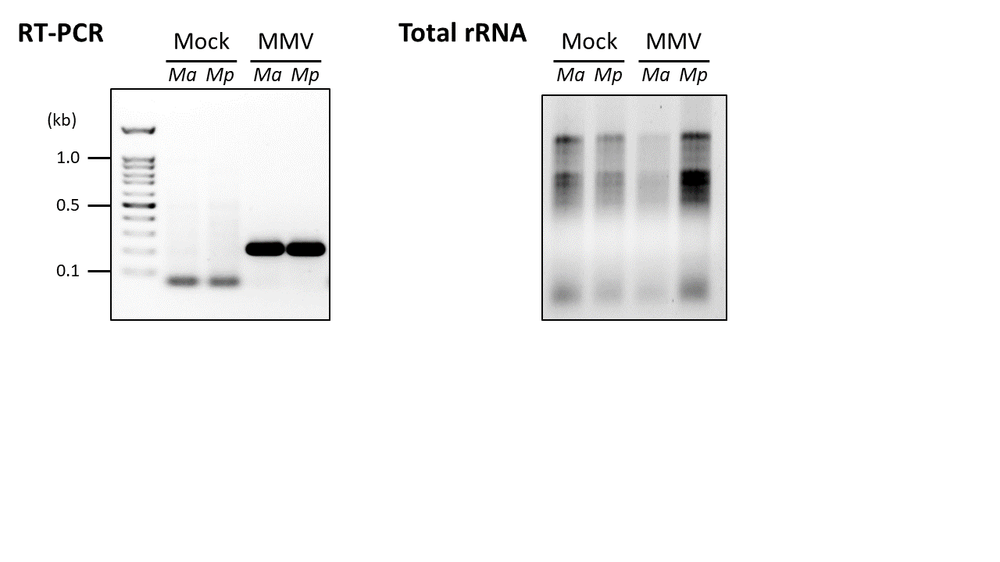 RT-PCR
Mock MMV
Ma Mp Ma Mp
(kb)
1.0
0.5
0.1
Total rRNA
Mock MMV
Ma Mp Ma Mp